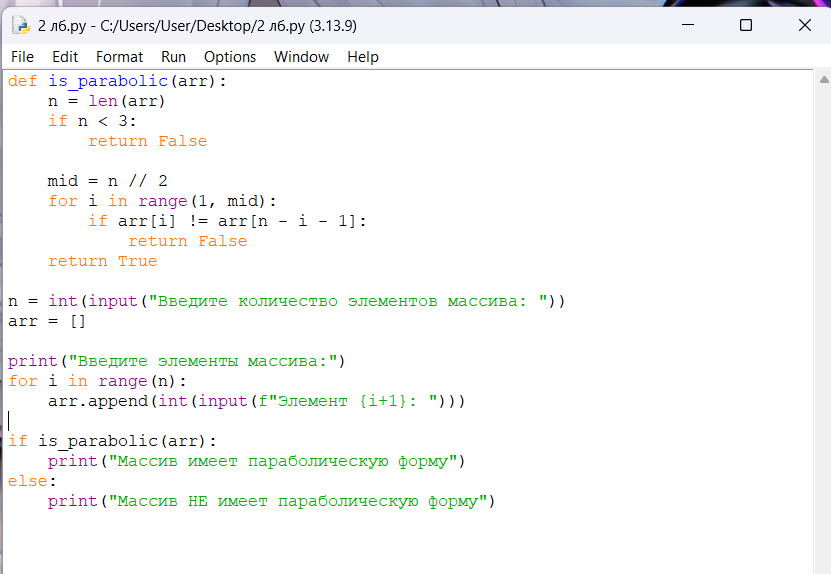 2 лб.py - C:/Users/User/Desktop/2 лб.py (3.13.9)
File Edit Format Run Options Window Help
def is_parabolic(arr):
    n = len(arr)
    if n < 3:
        return False

    mid = n // 2
    for i in range(1, mid):
        if arr[i] != arr[n - i - 1]:
            return False
    return True

n = int(input("Введите количество элементов массива: "))
arr = []

print("Введите элементы массива:")
for i in range(n):
    arr.append(int(input(f"Элемент {i+1}: ")))

if is_parabolic(arr):
    print("Массив имеет параболическую форму")
else:
    print("Массив НЕ имеет параболическую форму")